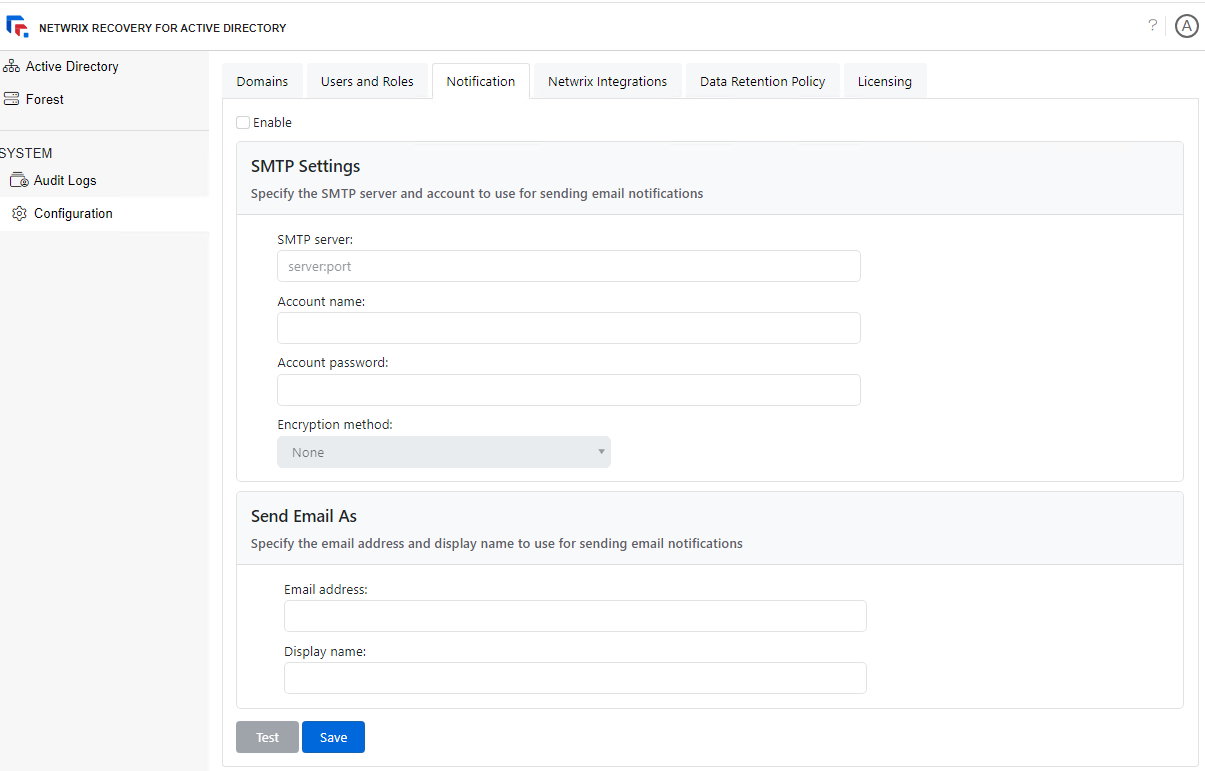 NETWRIX RECOVERY FOR ACTIVE DIRECTORY
? A
Active Directory
Forest
SYSTEM
Audit Logs
Configuration
Domains Users and Roles Notification Netwrix Integrations Data Retention Policy Licensing
Enable
SMTP Settings
Specify the SMTP server and account to use for sending email notifications
SMTP server:
server:port
Account name:
Account password:
Encryption method:
None
Send Email As
Specify the email address and display name to use for sending email notifications
Email address:
Display name:
Test Save